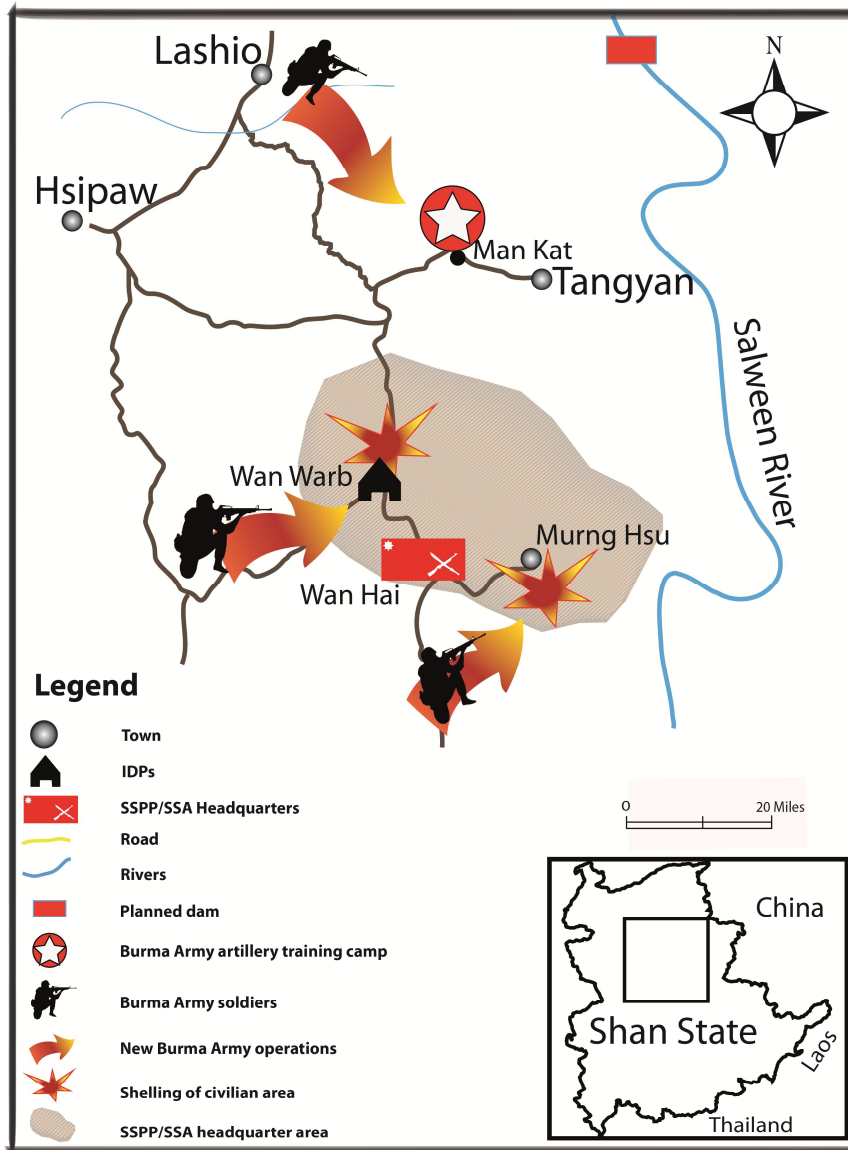 Lashio
N
Hsipaw
Man Kat
Tangyan
Salween River
Wan Warb
Murng Hsu
Wan Hai
Legend
Town
IDPs
SSPP/SSA Headquarters
Road
Rivers
Planned dam
Burma Army artillery training camp
Burma Army soldiers
New Burma Army operations
Shelling of civilian area
SSPP/SSA headquarter area
0 20 Miles
China
Shan State
Laos
Thailand